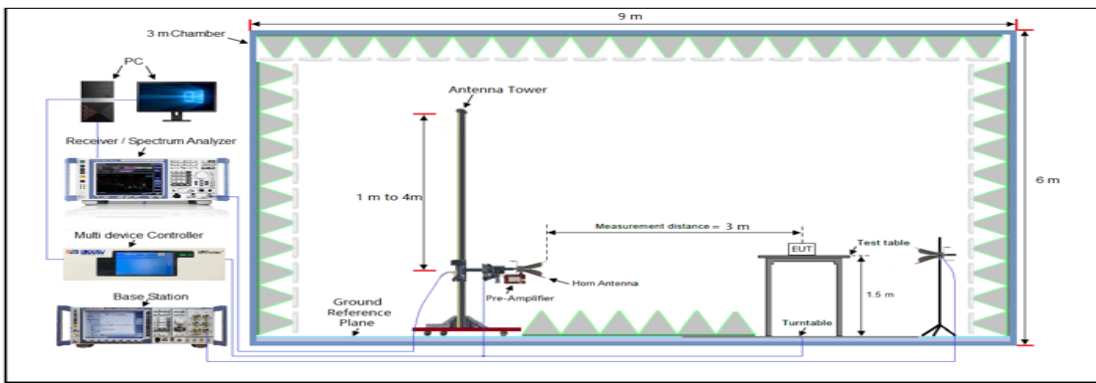 9 m
3 m Chamber
PC
Antenna Tower
Receiver / Spectrum Analyzer
6 m
1 m to 4m
Measurement distance = 3 m
Multi device Controller
EUT
Test table
Horn Antenna
Pre-Amplifier
1.5 m
Base Station
Ground
Reference
Plane
Turntable